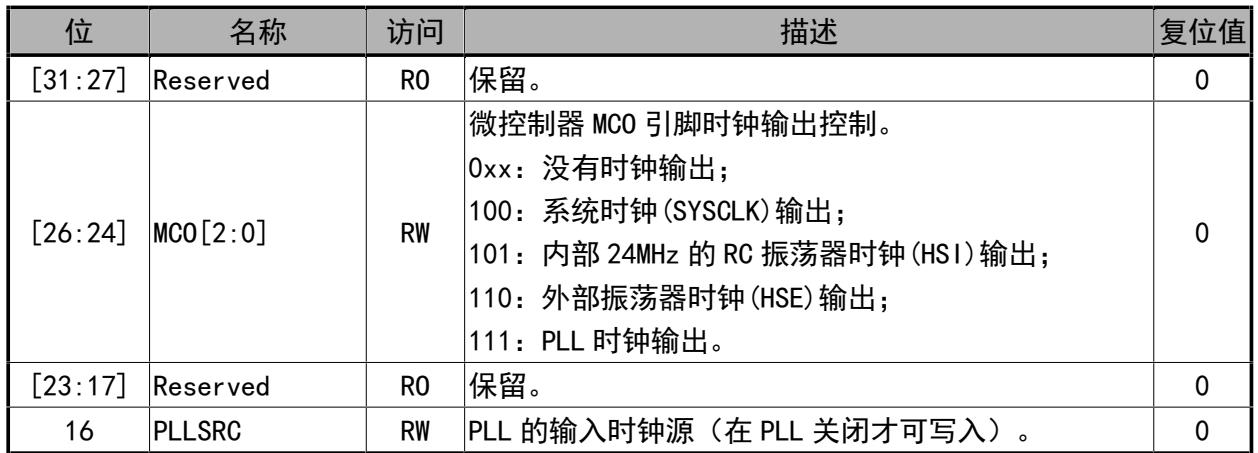 位 名称 访问 描述 复位值
[31:27] Reserved RO 保留。 0
微控制器 MCO 引脚时钟输出控制。
0xx：没有时钟输出；
100：系统时钟(SYSCLK)输出；
[26:24] MCO[2:0] RW 101：内部 24MHz 的 RC 振荡器时钟(HSI)输出； 0
110：外部振荡器时钟(HSE)输出；
111：PLL 时钟输出。
[23:17] Reserved RO 保留。 0
16 PLLSRC RW PLL 的输入时钟源（在 PLL 关闭才可写入）。 0